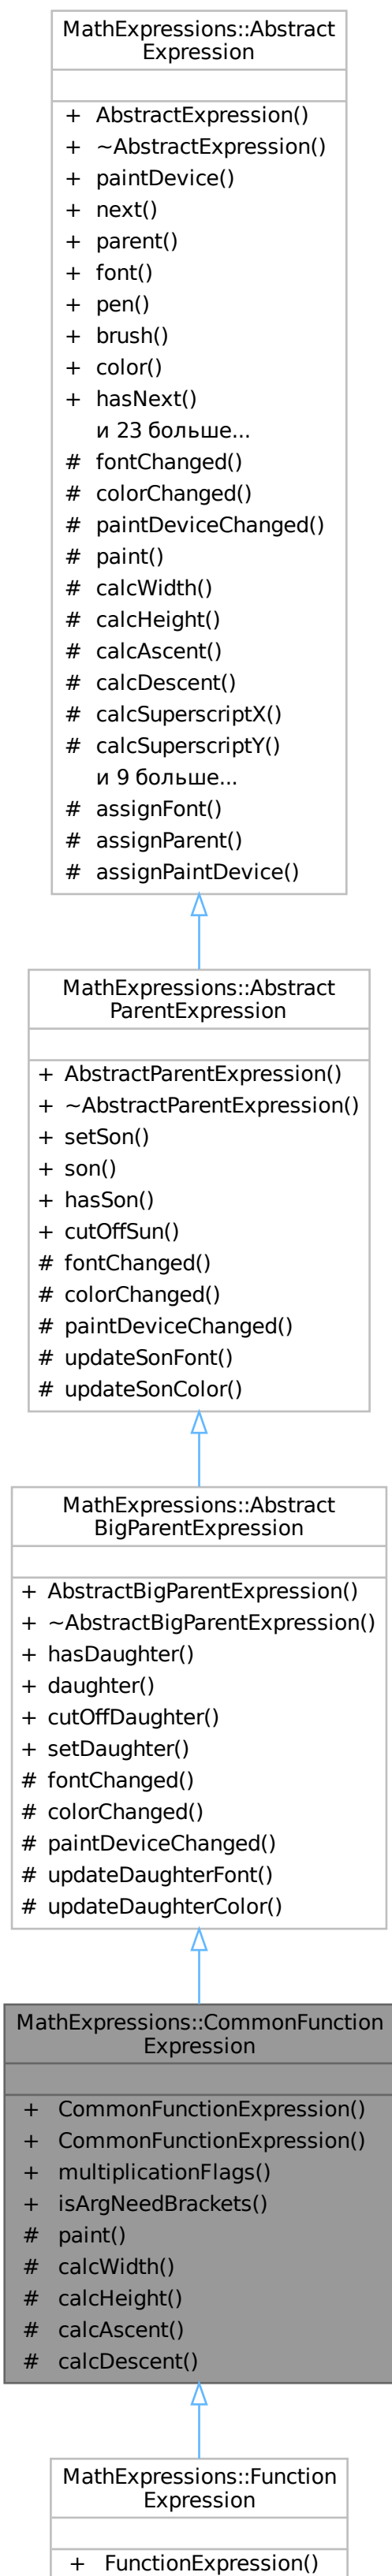 MathExpressions::Abstract
Expression
+ AbstractExpression()
+ ~AbstractExpression()
+ paintDevice()
+ next()
+ parent()
+ font()
+ pen()
+ brush()
+ color()
+ hasNext()
и 23 больше...
# fontChanged()
# colorChanged()
# paintDeviceChanged()
# paint()
# calcWidth()
# calcHeight()
# calcAscent()
# calcDescent()
# calcSuperscriptX()
# calcSuperscriptY()
и 9 больше...
# assignFont()
# assignParent()
# assignPaintDevice()
MathExpressions::Abstract
ParentExpression
+ AbstractParentExpression()
+ ~AbstractParentExpression()
+ setSon()
+ son()
+ hasSon()
+ cutOffSun()
# fontChanged()
# colorChanged()
# paintDeviceChanged()
# updateSonFont()
# updateSonColor()
MathExpressions::Abstract
BigParentExpression
+ AbstractBigParentExpression()
+ ~AbstractBigParentExpression()
+ hasDaughter()
+ daughter()
+ cutOffDaughter()
+ setDaughter()
# fontChanged()
# colorChanged()
# paintDeviceChanged()
# updateDaughterFont()
# updateDaughterColor()
MathExpressions::CommonFunction
Expression
+ CommonFunctionExpression()
+ CommonFunctionExpression()
+ multiplicationFlags()
+ isArgNeedBrackets()
# paint()
# calcWidth()
# calcHeight()
# calcAscent()
# calcDescent()
MathExpressions::Function
Expression
+ FunctionExpression()